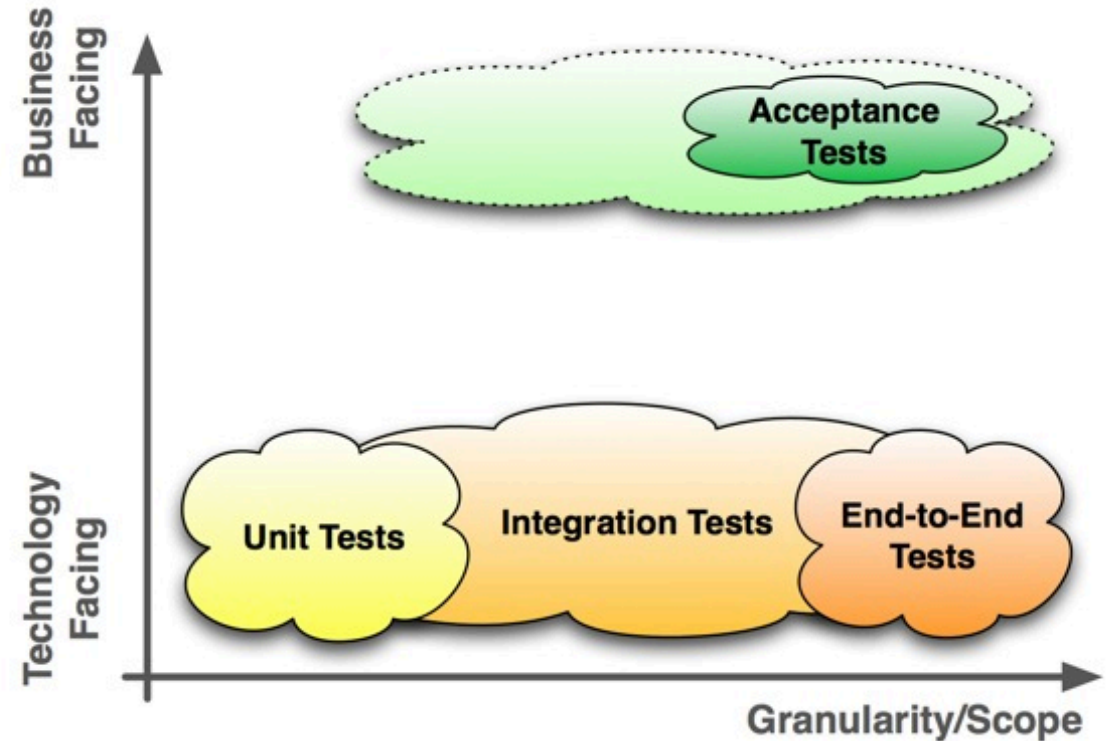 Business
Facing
Acceptance
Tests
Technology
Facing
Unit Tests
Integration Tests
End-to-End
Tests
Granularity/Scope